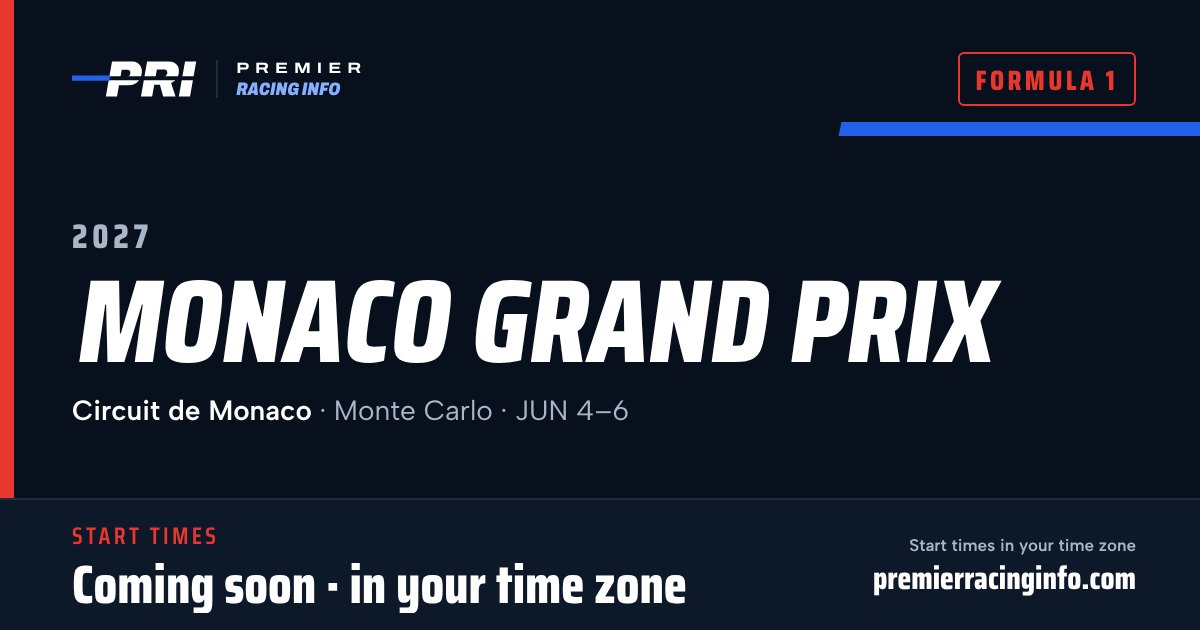 PRI
PREMIER
RACING INFO
FORMULA 1
2027
MONACO GRAND PRIX
Circuit de Monaco · Monte Carlo · JUN 4–6
START TIMES
Coming soon · in your time zone
Start times in your time zone
premierracinginfo.com